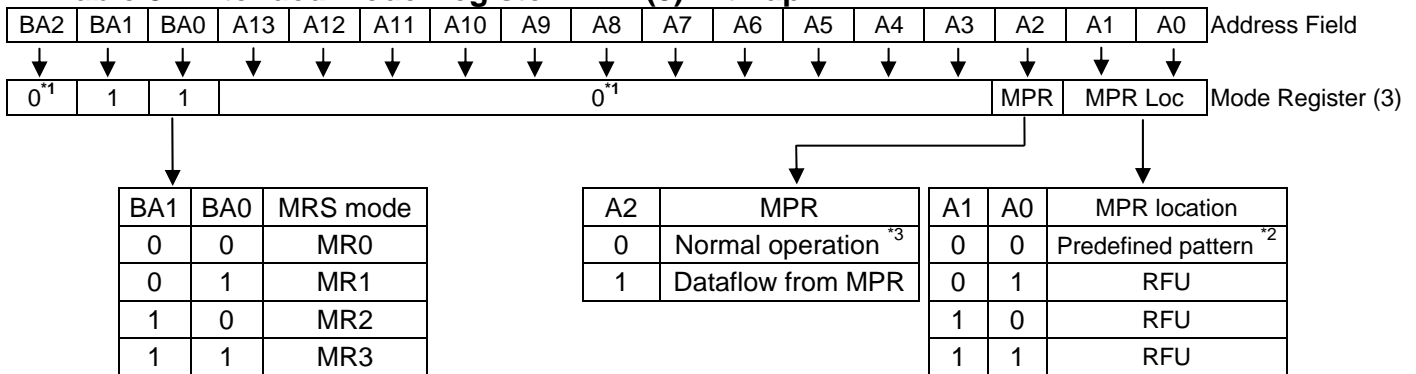 BA2 BA1 BA0 A13 A12 A11 A10 A9 A8 A7 A6 A5 A4 A3 A2 A1 A0 Address Field
0*1 1 1 0*1 MPR MPR Loc Mode Register (3)
BA1 BA0 MRS mode
0 0 MR0
0 1 MR1
1 0 MR2
1 1 MR3
A2 MPR
0 Normal operation *3
1 Dataflow from MPR
A1 A0 MPR location
0 0 Predefined pattern *2
0 1 RFU
1 0 RFU
1 1 RFU